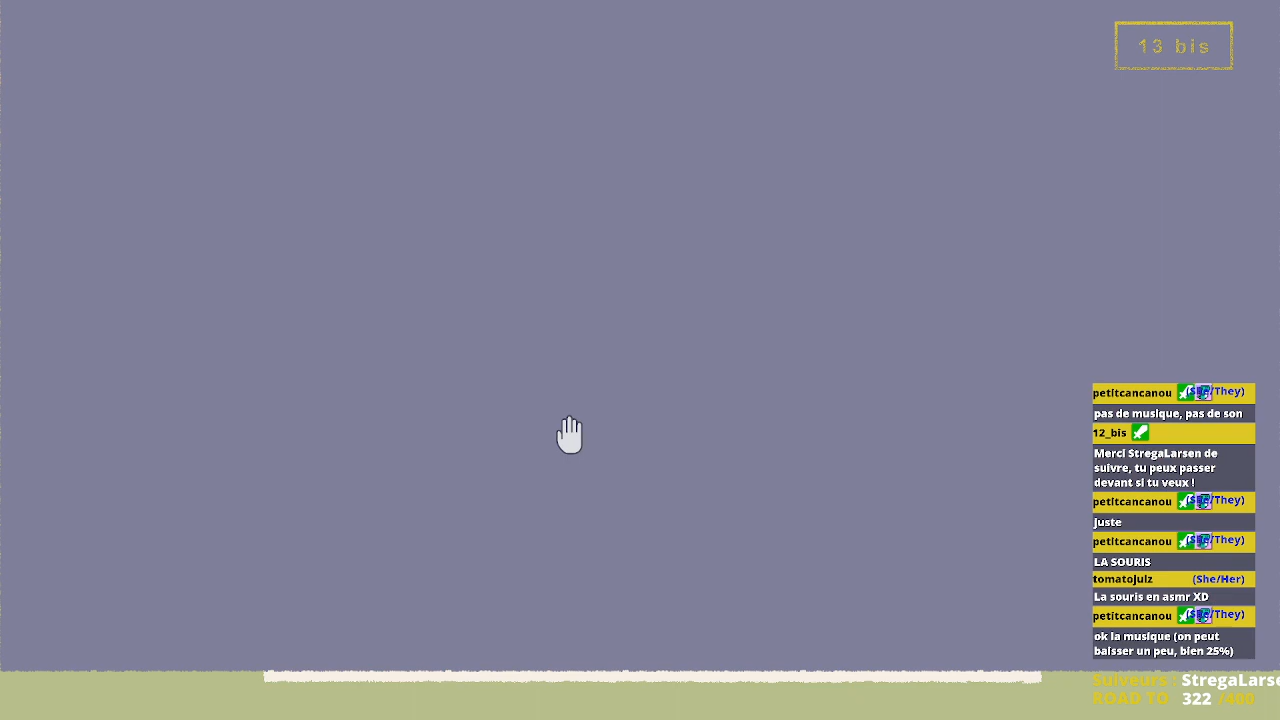 13 bis
petitcancanou (She/They)
pas de musique, pas de son
12_bis
Merci StregaLarsen de
suivre, tu peux passer
devant si tu veux !
petitcancanou (She/They)
juste
petitcancanou (She/They)
LA SOURIS
tomatojuiz (She/Her)
La souris en asmr XD
petitcancanou (She/They)
ok la musique (on peut
baisser un peu, bien 25%)
Suiveurs : StregaLarse
ROAD TO 322 /400